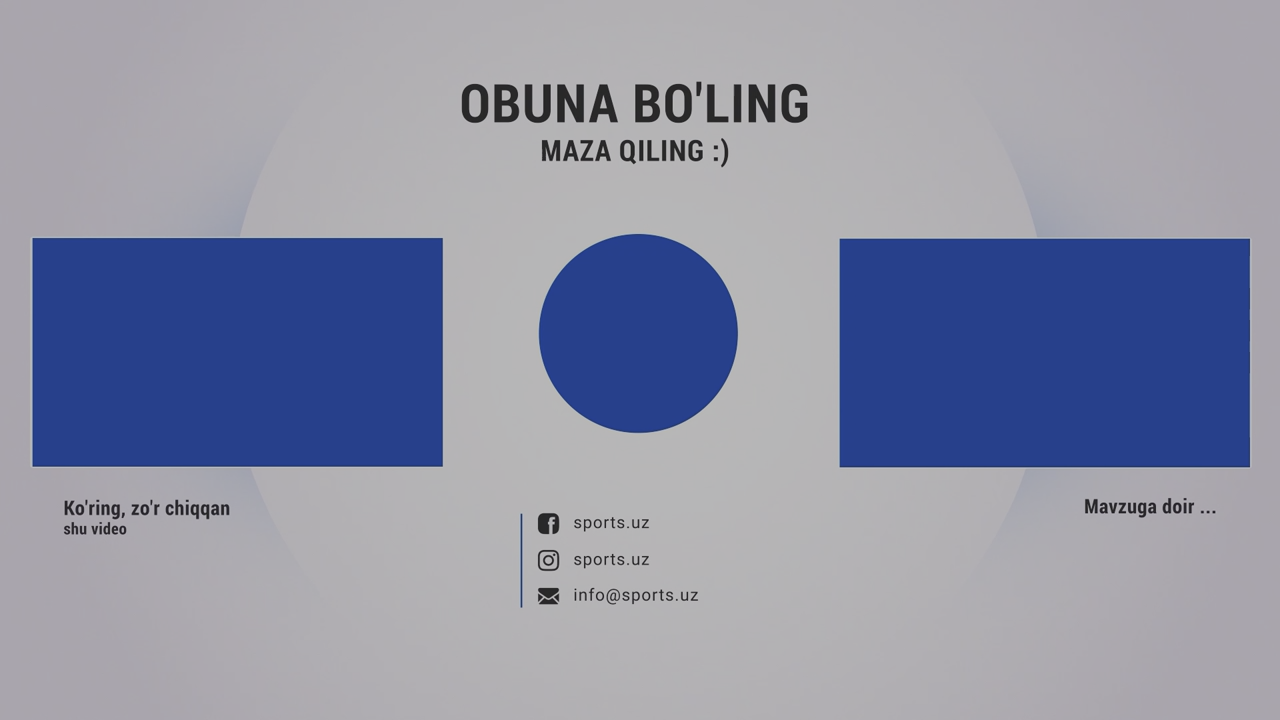 OBUNA BO'LING
MAZA QILING :)
Ko'ring, zo'r chiqqan
shu video
Mavzuga doir ...
sports.uz
sports.uz
info@sports.uz